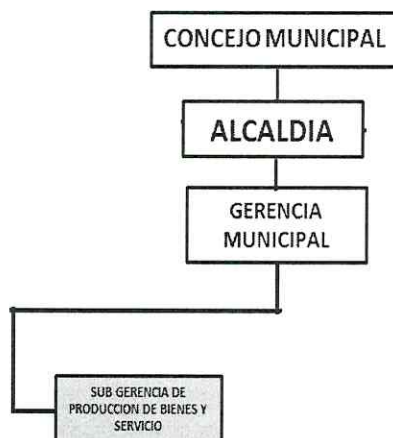 CONCEJO MUNICIPAL
ALCALDIA
GERENCIA
MUNICIPAL
SUB GERENCIA DE
PRODUCCION DE BIENES Y
SERVICIO